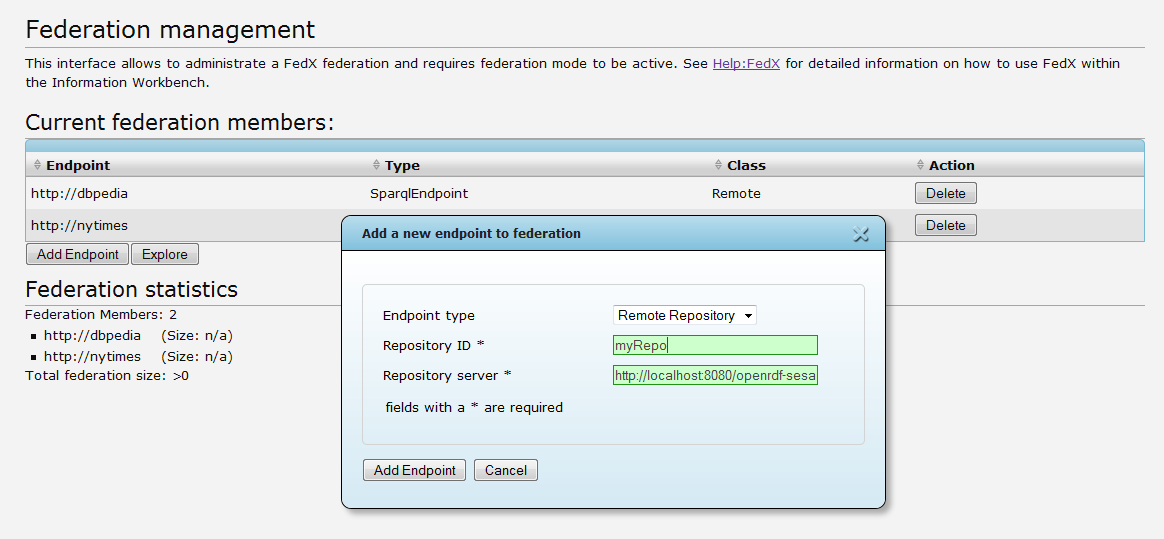 Federation management
This interface allows to administrate a FedX federation and requires federation mode to be active. See Help:FedX for detailed information on how to use FedX within
the Information Workbench.
Current federation members:
Endpoint Type Class Action
http://dbpedia SparqlEndpoint Remote Delete
http://nytimes Delete
Add Endpoint Explore
Federation statistics
Federation Members: 2
http://dbpedia (Size: n/a)
http://nytimes (Size: n/a)
Total federation size: >0
Add a new endpoint to federation
Endpoint type Remote Repository
Repository ID * myRepo
Repository server * http://localhost:8080/openrdf-sesa
fields with a * are required
Add Endpoint Cancel